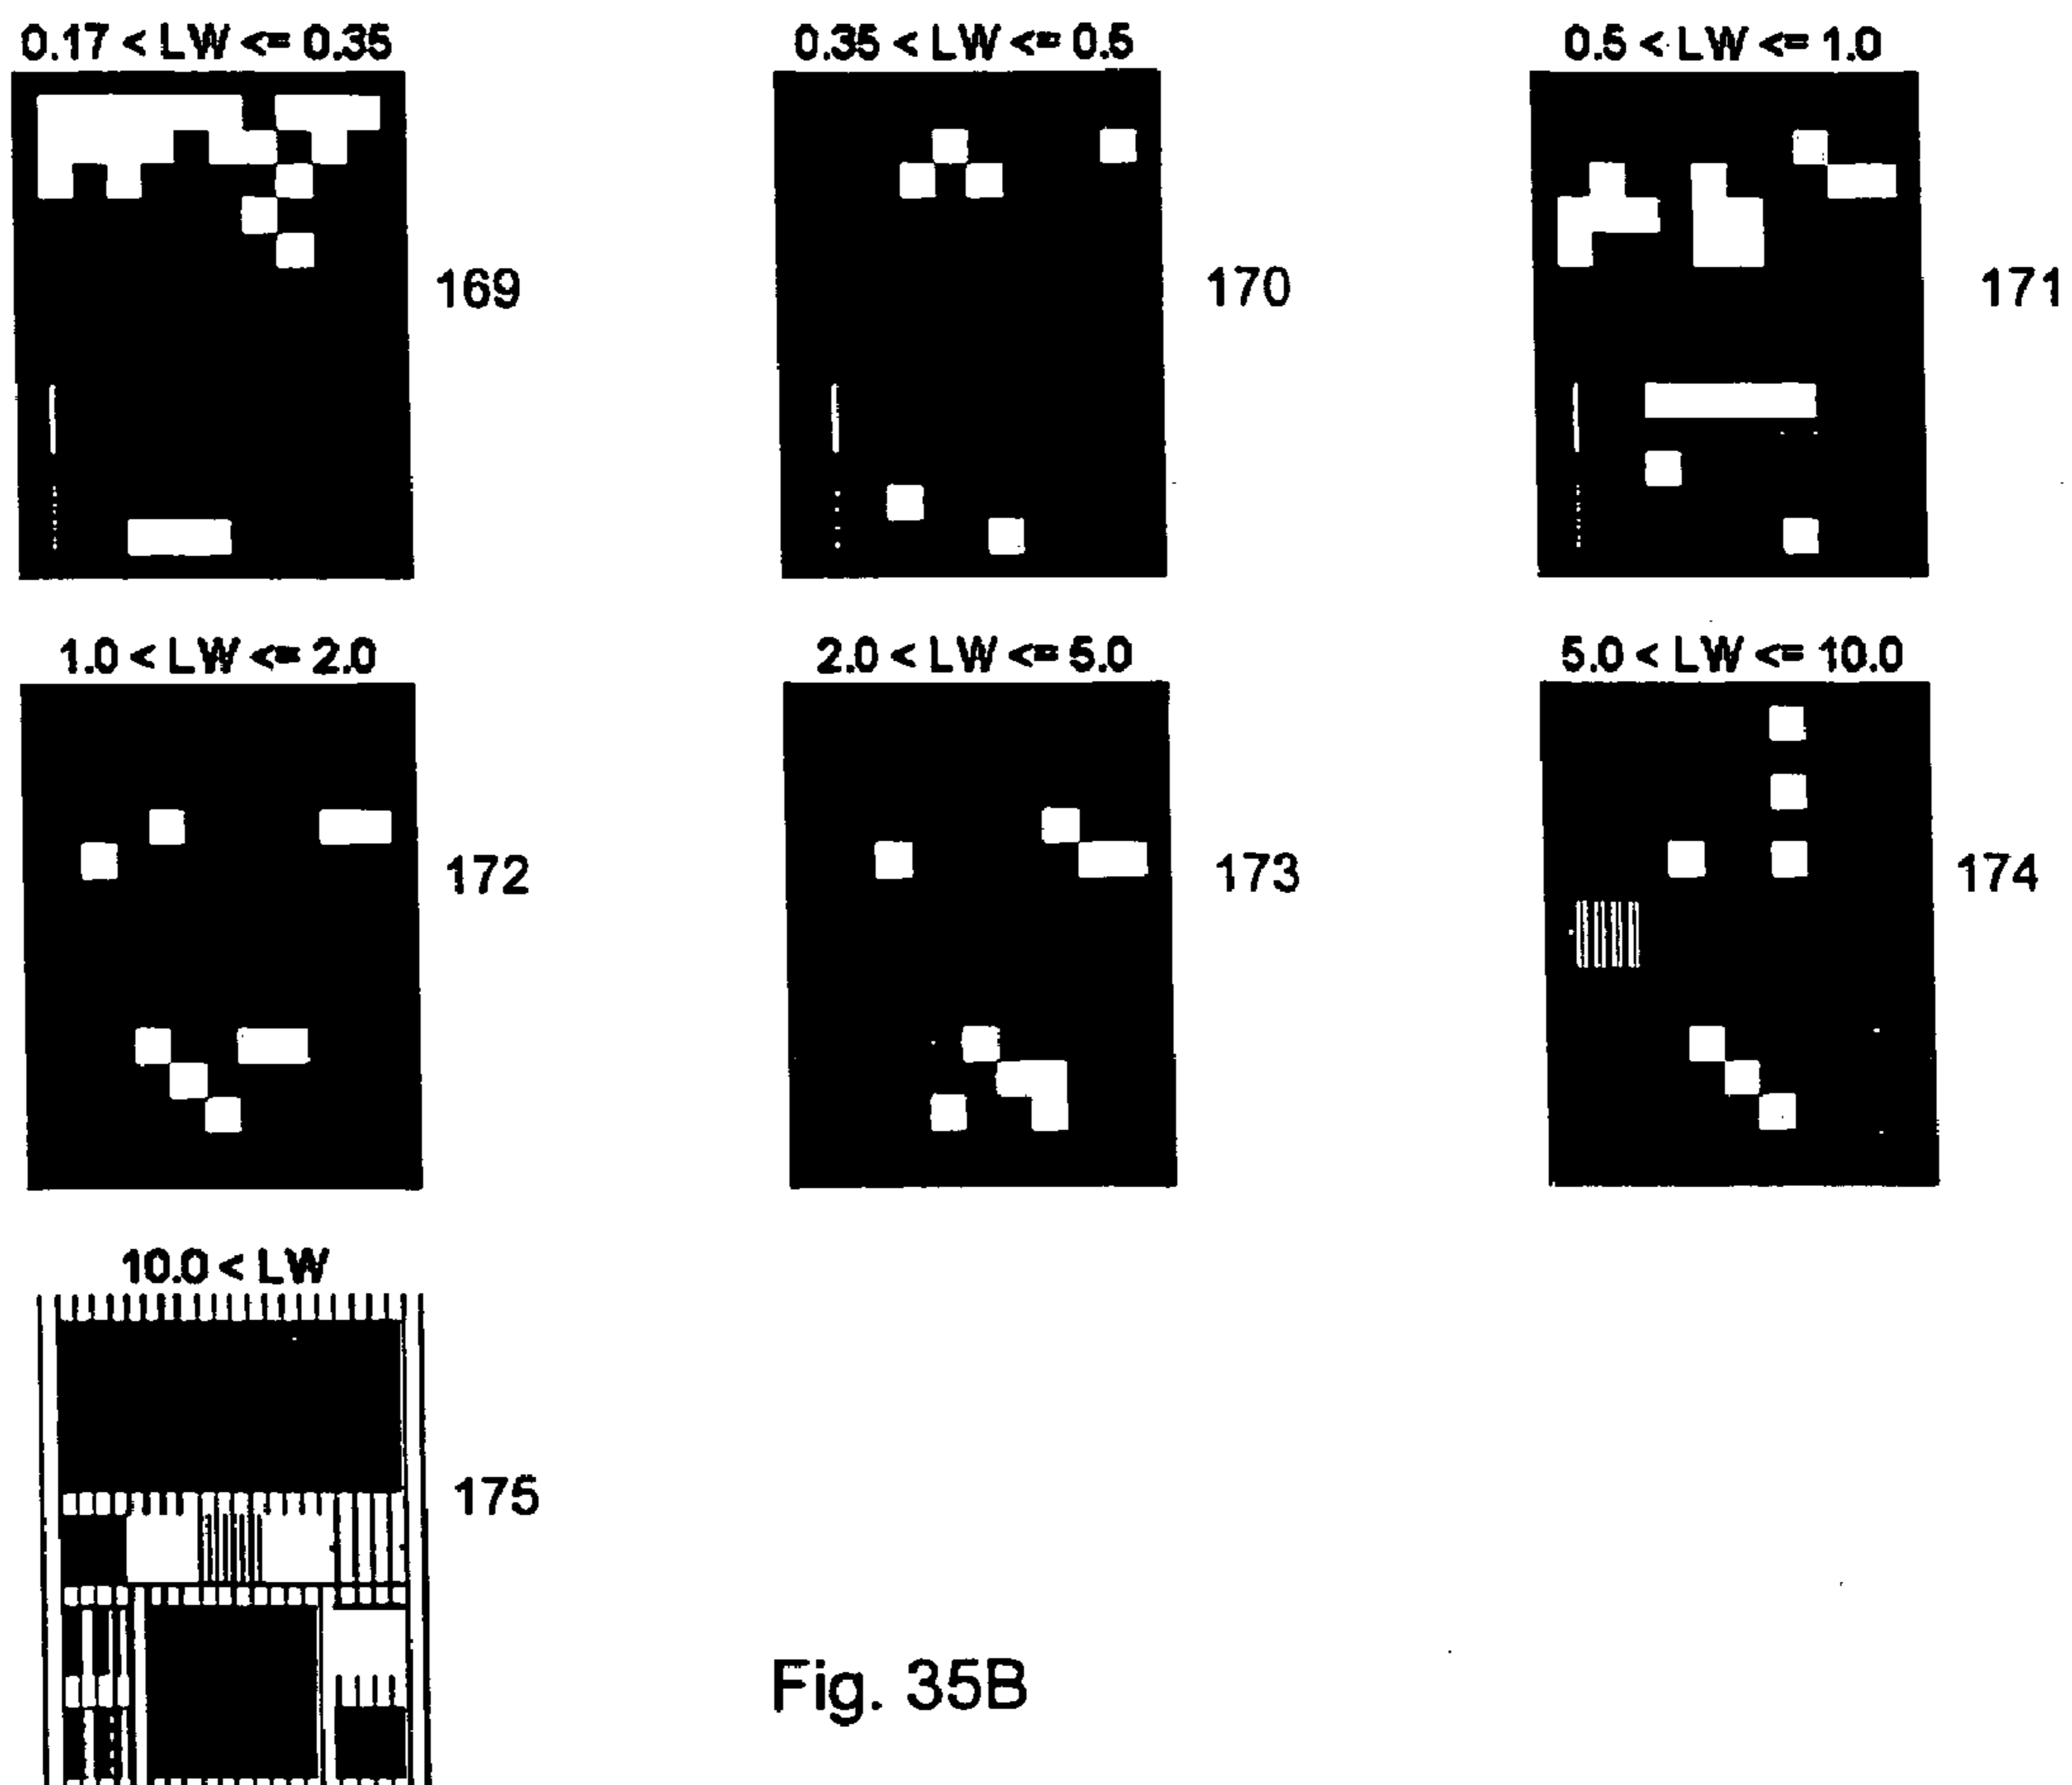 0.17 < LW <= 0.35
0.35 < LW <= 0.5
0.5 < LW <= 1.0
169
170
171
1.0 < LW <= 2.0
2.0 < LW <= 5.0
5.0 < LW <= 10.0
172
173
174
10.0 < LW
175
Fig. 35B